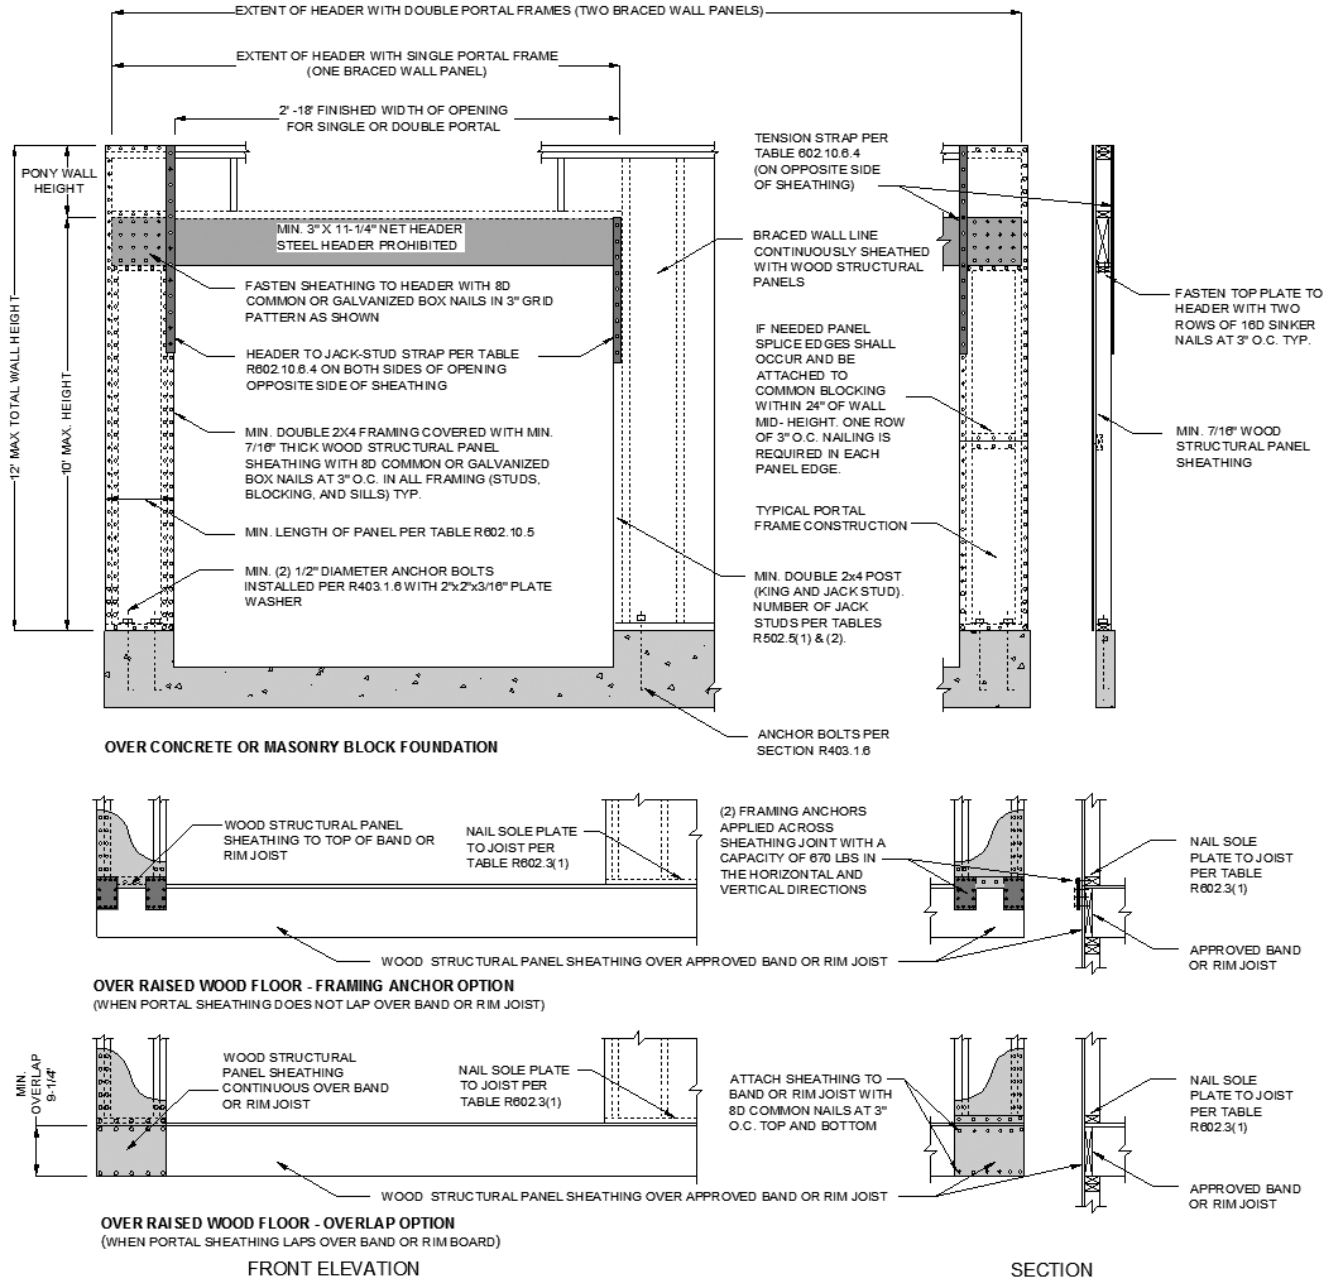 EXTENT OF HEADER WITH DOUBLE PORTAL FRAMES (TWO BRACED WALL PANELS)
EXTENT OF HEADER WITH SINGLE PORTAL FRAME
(ONE BRACED WALL PANEL)
2' -18' FINISHED WIDTH OF OPENING
FOR SINGLE OR DOUBLE PORTAL
PONY WALL
HEIGHT
12' MAX TOTAL WALL HEIGHT
10' MAX. HEIGHT
MIN. 3" X 11-1/4" NET HEADER
STEEL HEADER PROHIBITED
FASTEN SHEATHING TO HEADER WITH 8D
COMMON OR GALVANIZED BOX NAILS IN 3" GRID
PATTERN AS SHOWN
HEADER TO JACK-STUD STRAP PER TABLE
R602.10.6.4 ON BOTH SIDES OF OPENING
OPPOSITE SIDE OF SHEATHING
MIN. DOUBLE 2X4 FRAMING COVERED WITH MIN.
7/16" THICK WOOD STRUCTURAL PANEL
SHEATHING WITH 8D COMMON OR GALVANIZED
BOX NAILS AT 3" O.C. IN ALL FRAMING (STUDS,
BLOCKING, AND SILLS) TYP.
MIN. LENGTH OF PANEL PER TABLE R602.10.5
MIN. (2) 1/2" DIAMETER ANCHOR BOLTS
INSTALLED PER R403.1.6 WITH 2"x2"x3/16" PLATE
WASHER
TENSION STRAP PER
TABLE 602.10.6.4
(ON OPPOSITE SIDE
OF SHEATHING)
BRACED WALL LINE
CONTINUOUSLY SHEATHED
WITH WOOD STRUCTURAL
PANELS
IF NEEDED PANEL
SPLICE EDGES SHALL
OCCUR AND BE
ATTACHED TO
COMMON BLOCKING
WITHIN 24" OF WALL
MID- HEIGHT. ONE ROW
OF 3" O.C. NAILING IS
REQUIRED IN EACH
PANEL EDGE.
TYPICAL PORTAL
FRAME CONSTRUCTION
MIN. DOUBLE 2x4 POST
(KING AND JACK STUD).
NUMBER OF JACK
STUDS PER TABLES
R502.5(1) & (2).
ANCHOR BOLTS PER
SECTION R403.1.6
FASTEN TOP PLATE TO
HEADER WITH TWO
ROWS OF 16D SINKER
NAILS AT 3" O.C. TYP.
MIN. 7/16" WOOD
STRUCTURAL PANEL
SHEATHING
OVER CONCRETE OR MASONRY BLOCK FOUNDATION
WOOD STRUCTURAL PANEL
SHEATHING TO TOP OF BAND OR
RIM JOIST
NAIL SOLE PLATE
TO JOIST PER
TABLE R602.3(1)
(2) FRAMING ANCHORS
APPLIED ACROSS
SHEATHING JOINT WITH A
CAPACITY OF 670 LBS IN
THE HORIZONTAL AND
VERTICAL DIRECTIONS
NAIL SOLE
PLATE TO JOIST
PER TABLE
R602.3(1)
WOOD STRUCTURAL PANEL SHEATHING OVER APPROVED BAND OR RIM JOIST
APPROVED BAND
OR RIM JOIST
OVER RAISED WOOD FLOOR - FRAMING ANCHOR OPTION
(WHEN PORTAL SHEATHING DOES NOT LAP OVER BAND OR RIM JOIST)
MIN.
OVERLAP
9-1/4'
WOOD STRUCTURAL
PANEL SHEATHING
CONTINUOUS OVER BAND
OR RIM JOIST
NAIL SOLE PLATE
TO JOIST PER
TABLE R602.3(1)
ATTACH SHEATHING TO
BAND OR RIM JOIST WITH
8D COMMON NAILS AT 3"
O.C. TOP AND BOTTOM
NAIL SOLE
PLATE TO JOIST
PER TABLE
R602.3(1)
WOOD STRUCTURAL PANEL SHEATHING OVER APPROVED BAND OR RIM JOIST
APPROVED BAND
OR RIM JOIST
OVER RAISED WOOD FLOOR - OVERLAP OPTION
(WHEN PORTAL SHEATHING LAPS OVER BAND OR RIM BOARD)
FRONT ELEVATION
SECTION